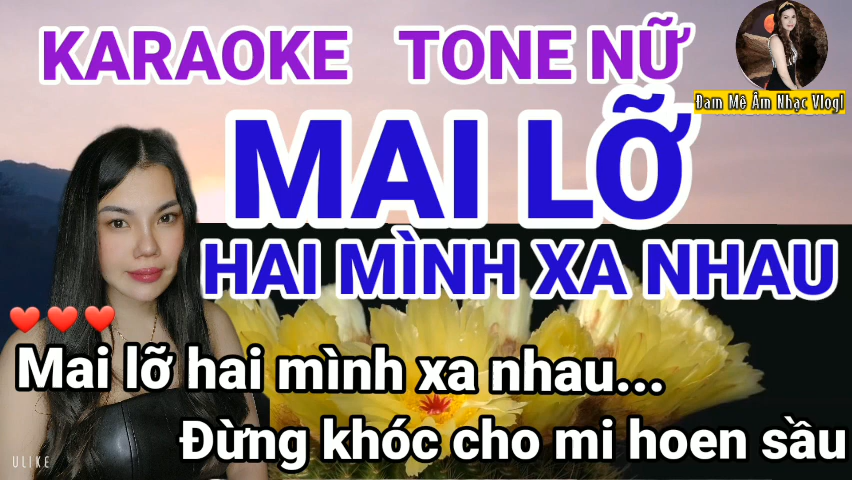 KARAOKE TONE NỮ
Đam Mê Âm Nhạc Vlogl
MAI LỠ
HAI MÌNH XA NHAU
Mai lỡ hai mình xa nhau...
Đừng khóc cho mi hoen sầu
ULIKE